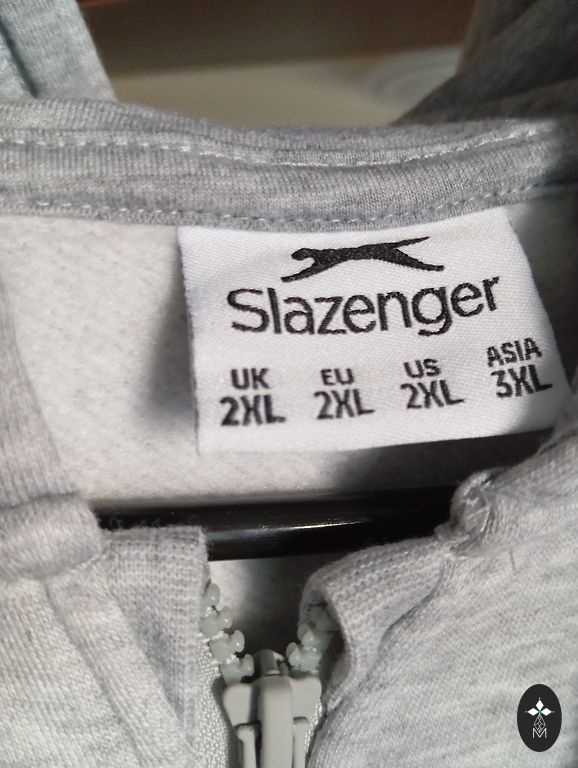 Slazenger
UK EU US ASIA
2XL 2XL 2XL 3XL
M